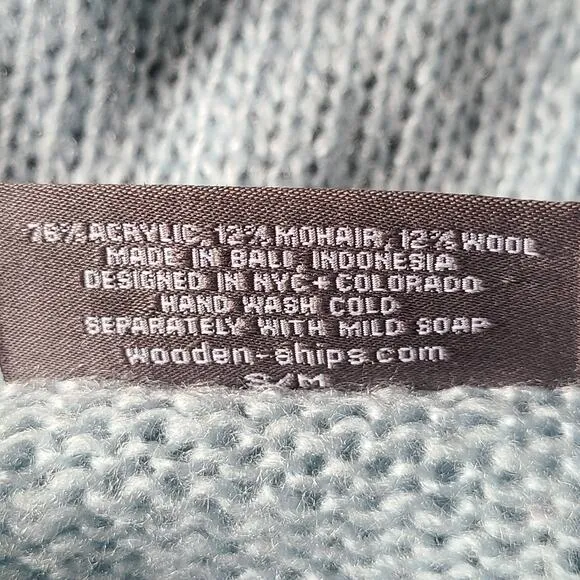 76% ACRYLIC, 12% MOHAIR, 12% WOOL
MADE IN BALI, INDONESIA
DESIGNED IN NYC + COLORADO
HAND WASH COLD
SEPARATELY WITH MILD SOAP
wooden-ships.com
S/M